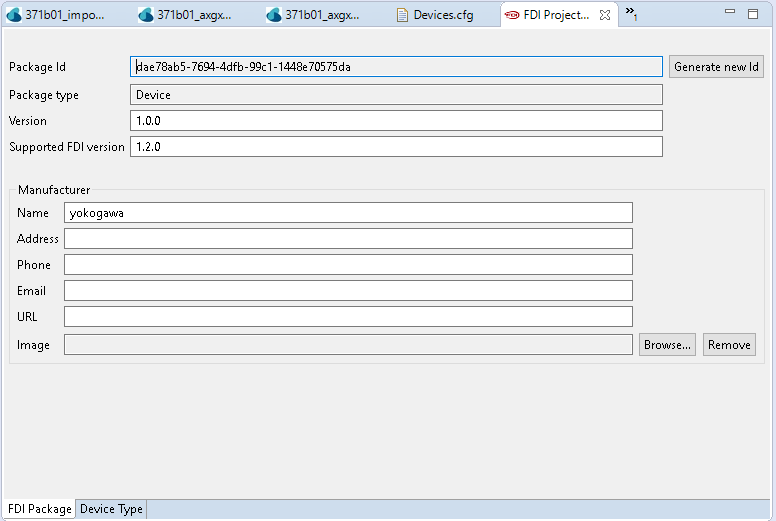 371b01_impo... 371b01_axgx... 371b01_axgx... Devices.cfg FDI Project... »1
Package Id dae78ab5-7694-4dfb-99c1-1448e70575da Generate new Id
Package type Device
Version 1.0.0
Supported FDI version 1.2.0
Manufacturer
Name yokogawa
Address
Phone
Email
URL
Image Browse... Remove
FDI Package Device Type